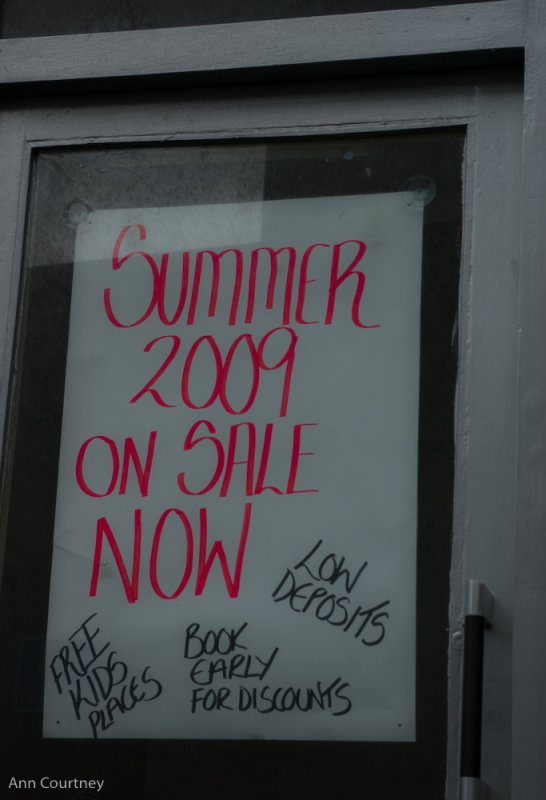 SUMMER
2009
ON SALE
NOW
LOW
DEPOSITS
FREE
KIDS
PLACES
BOOK
EARLY
FOR DISCOUNTS
Ann Courtney